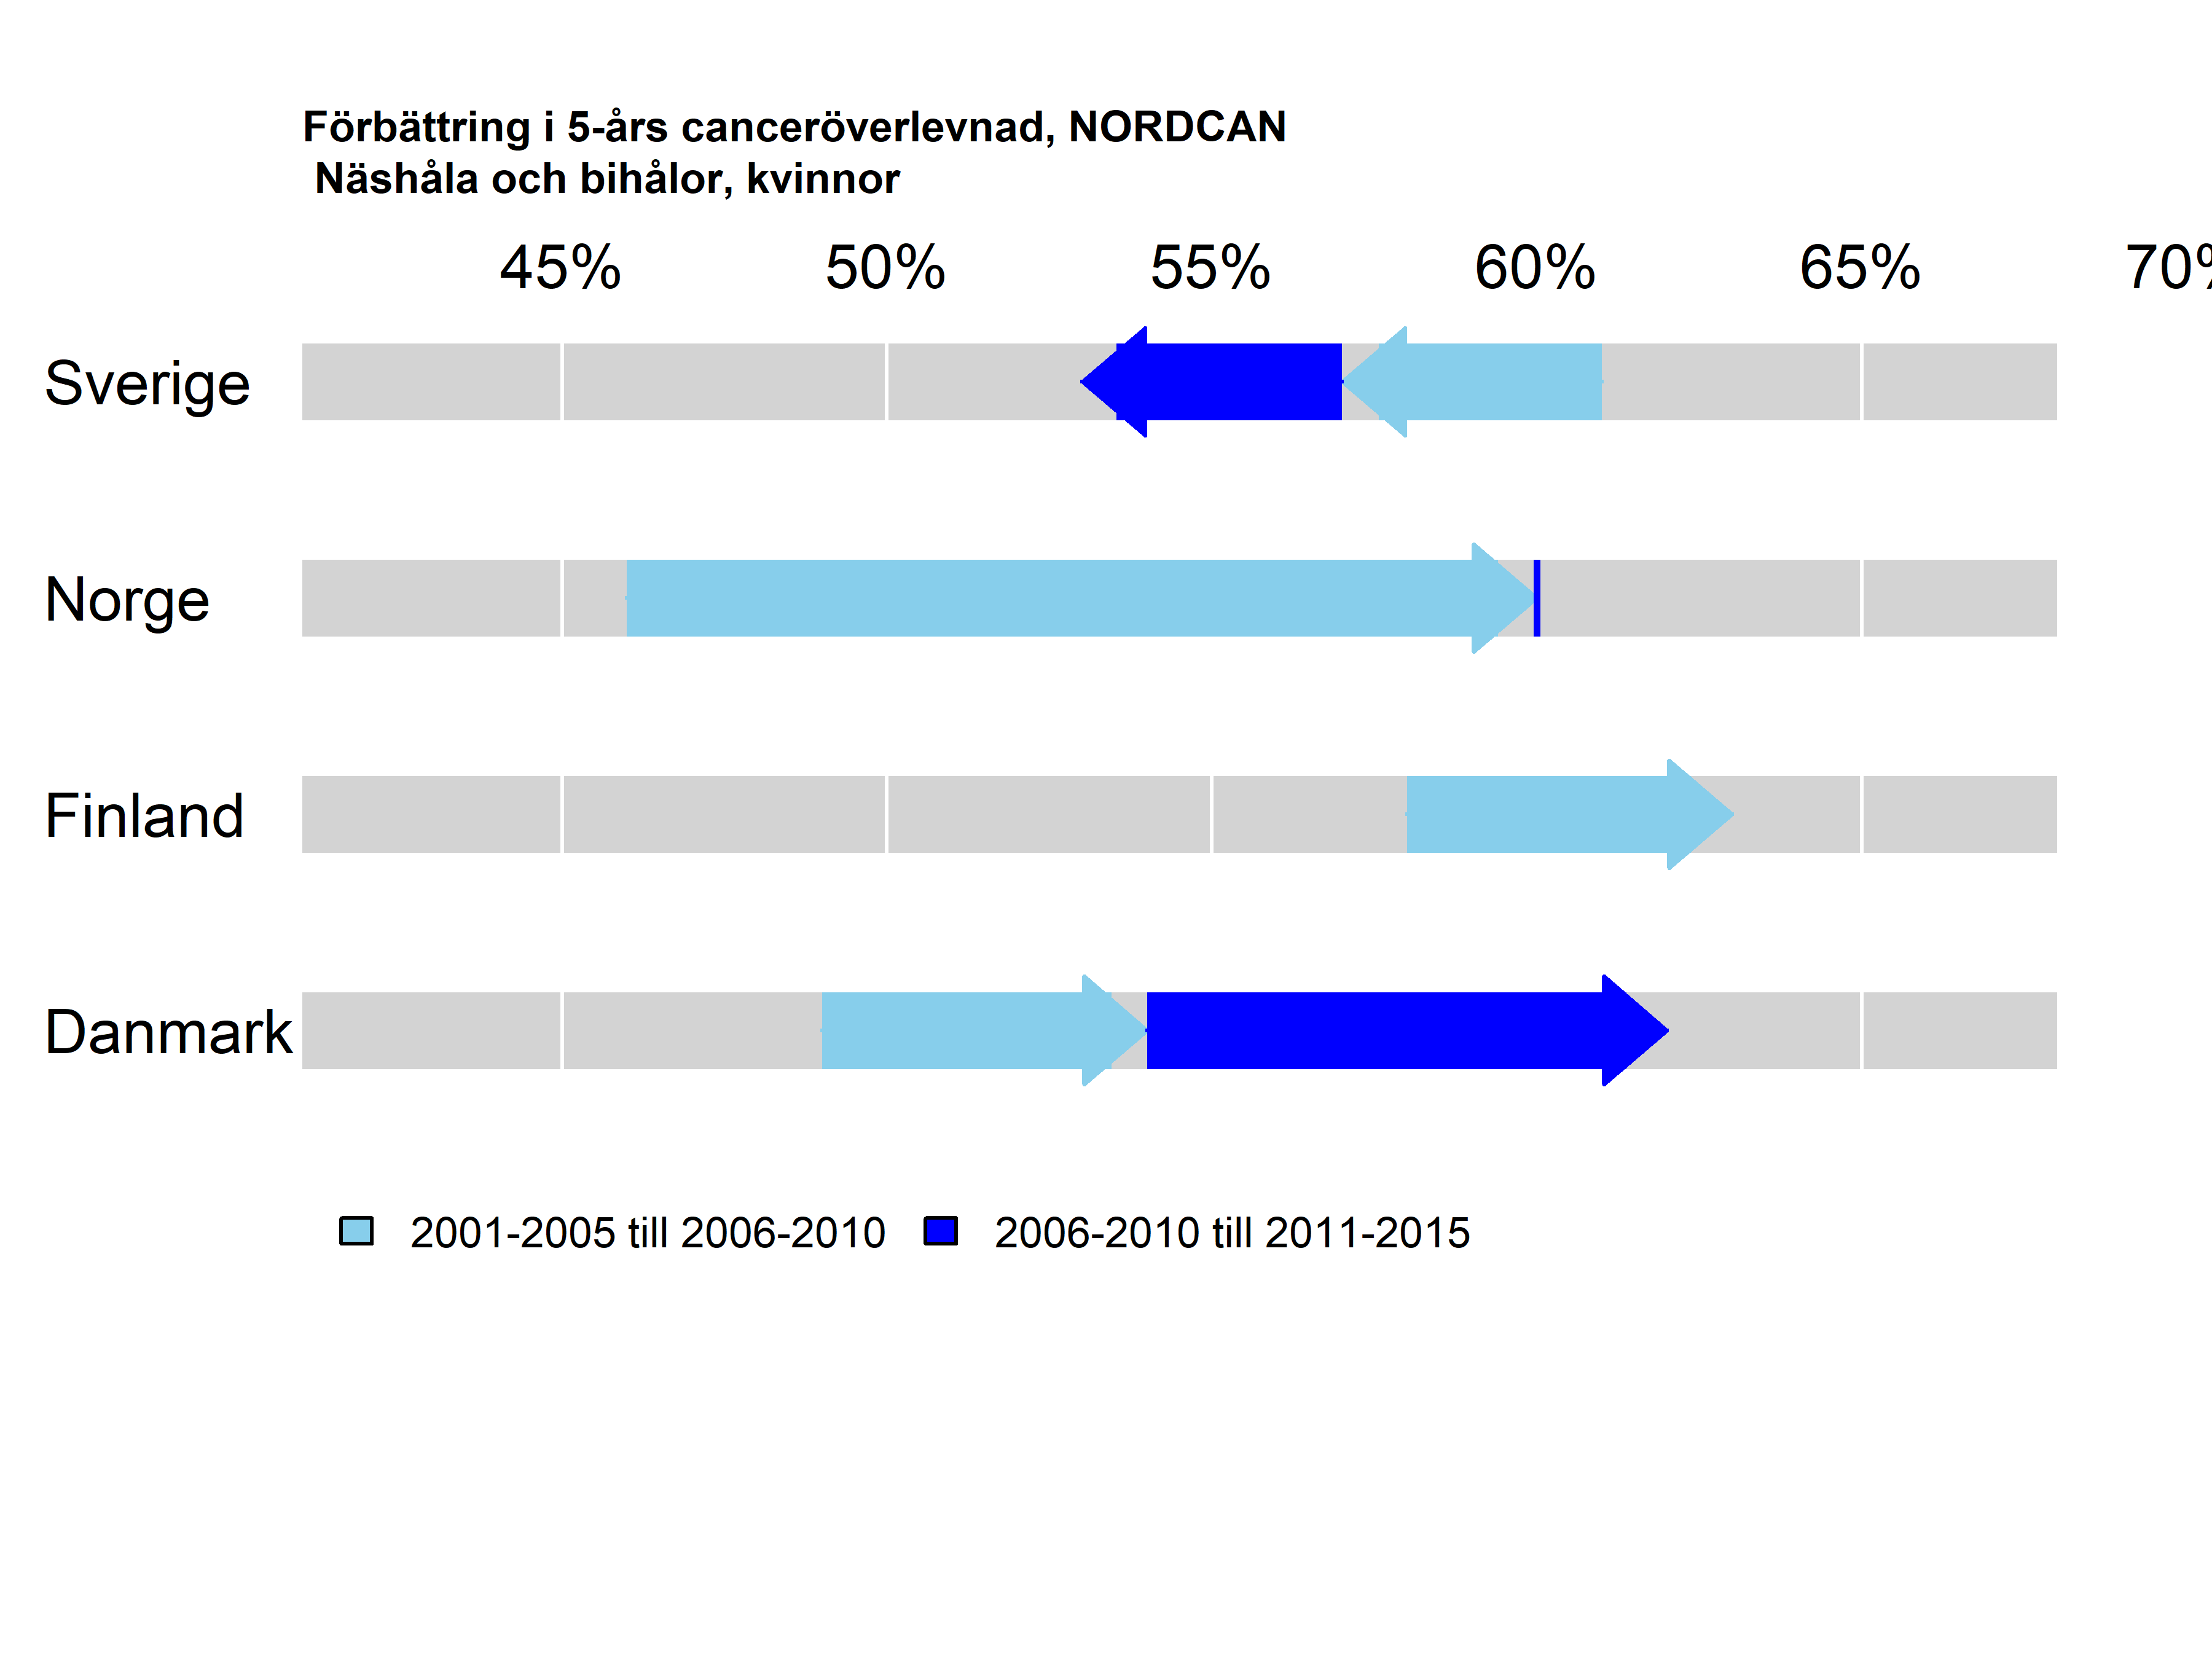 Förbättring i 5-års canceröverlevnad, NORDCAN
Näshåla och bihålor, kvinnor
45% 50% 55% 60% 65% 70%
Sverige
Norge
Finland
Danmark
2001-2005 till 2006-2010 2006-2010 till 2011-2015